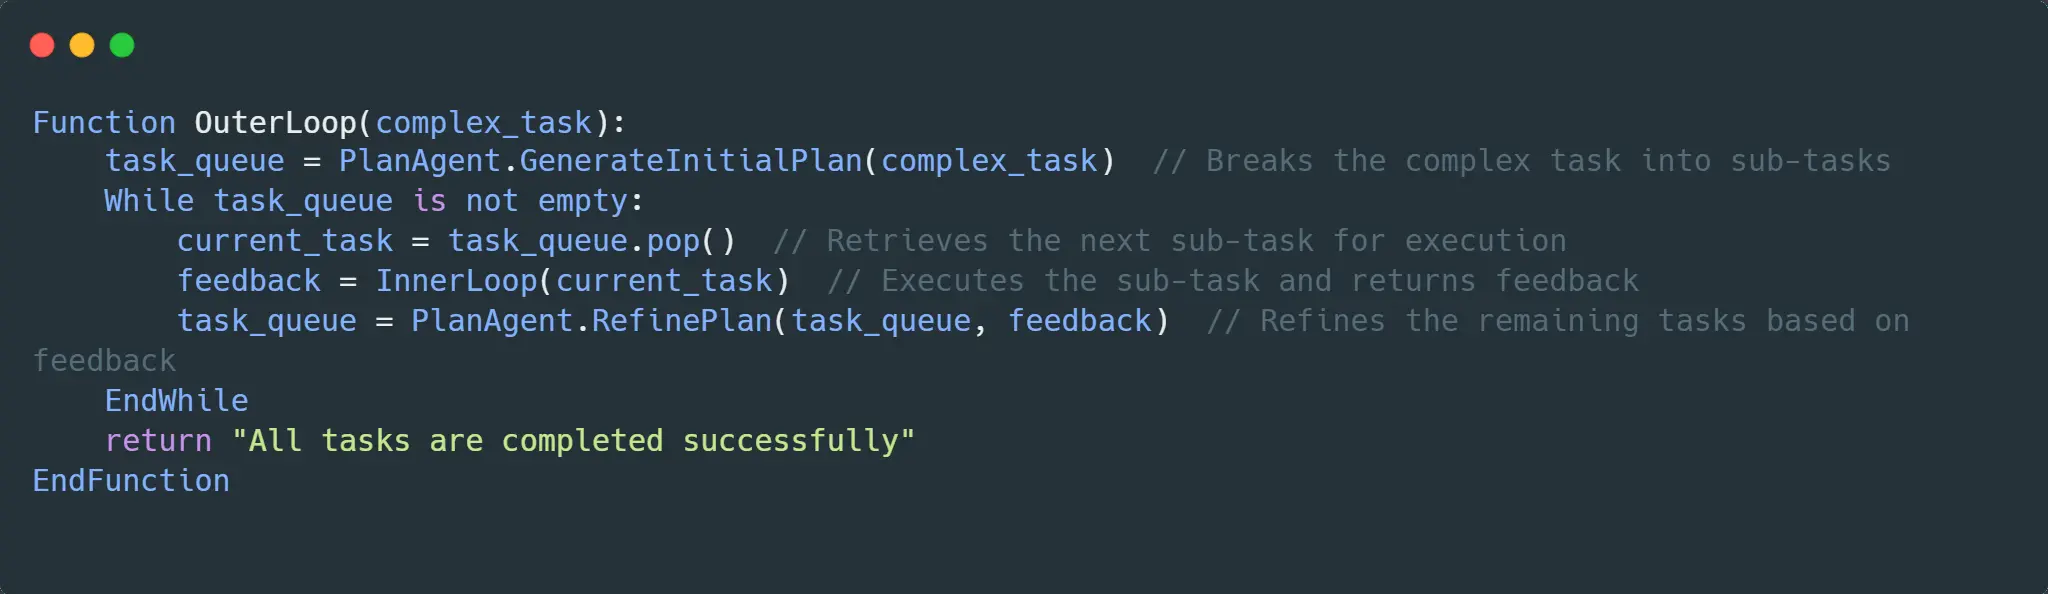 Function OuterLoop(complex_task):
    task_queue = PlanAgent.GenerateInitialPlan(complex_task)  // Breaks the complex task into sub-tasks
    While task_queue is not empty:
        current_task = task_queue.pop()  // Retrieves the next sub-task for execution
        feedback = InnerLoop(current_task)  // Executes the sub-task and returns feedback
        task_queue = PlanAgent.RefinePlan(task_queue, feedback)  // Refines the remaining tasks based on
feedback
    EndWhile
    return "All tasks are completed successfully"
EndFunction